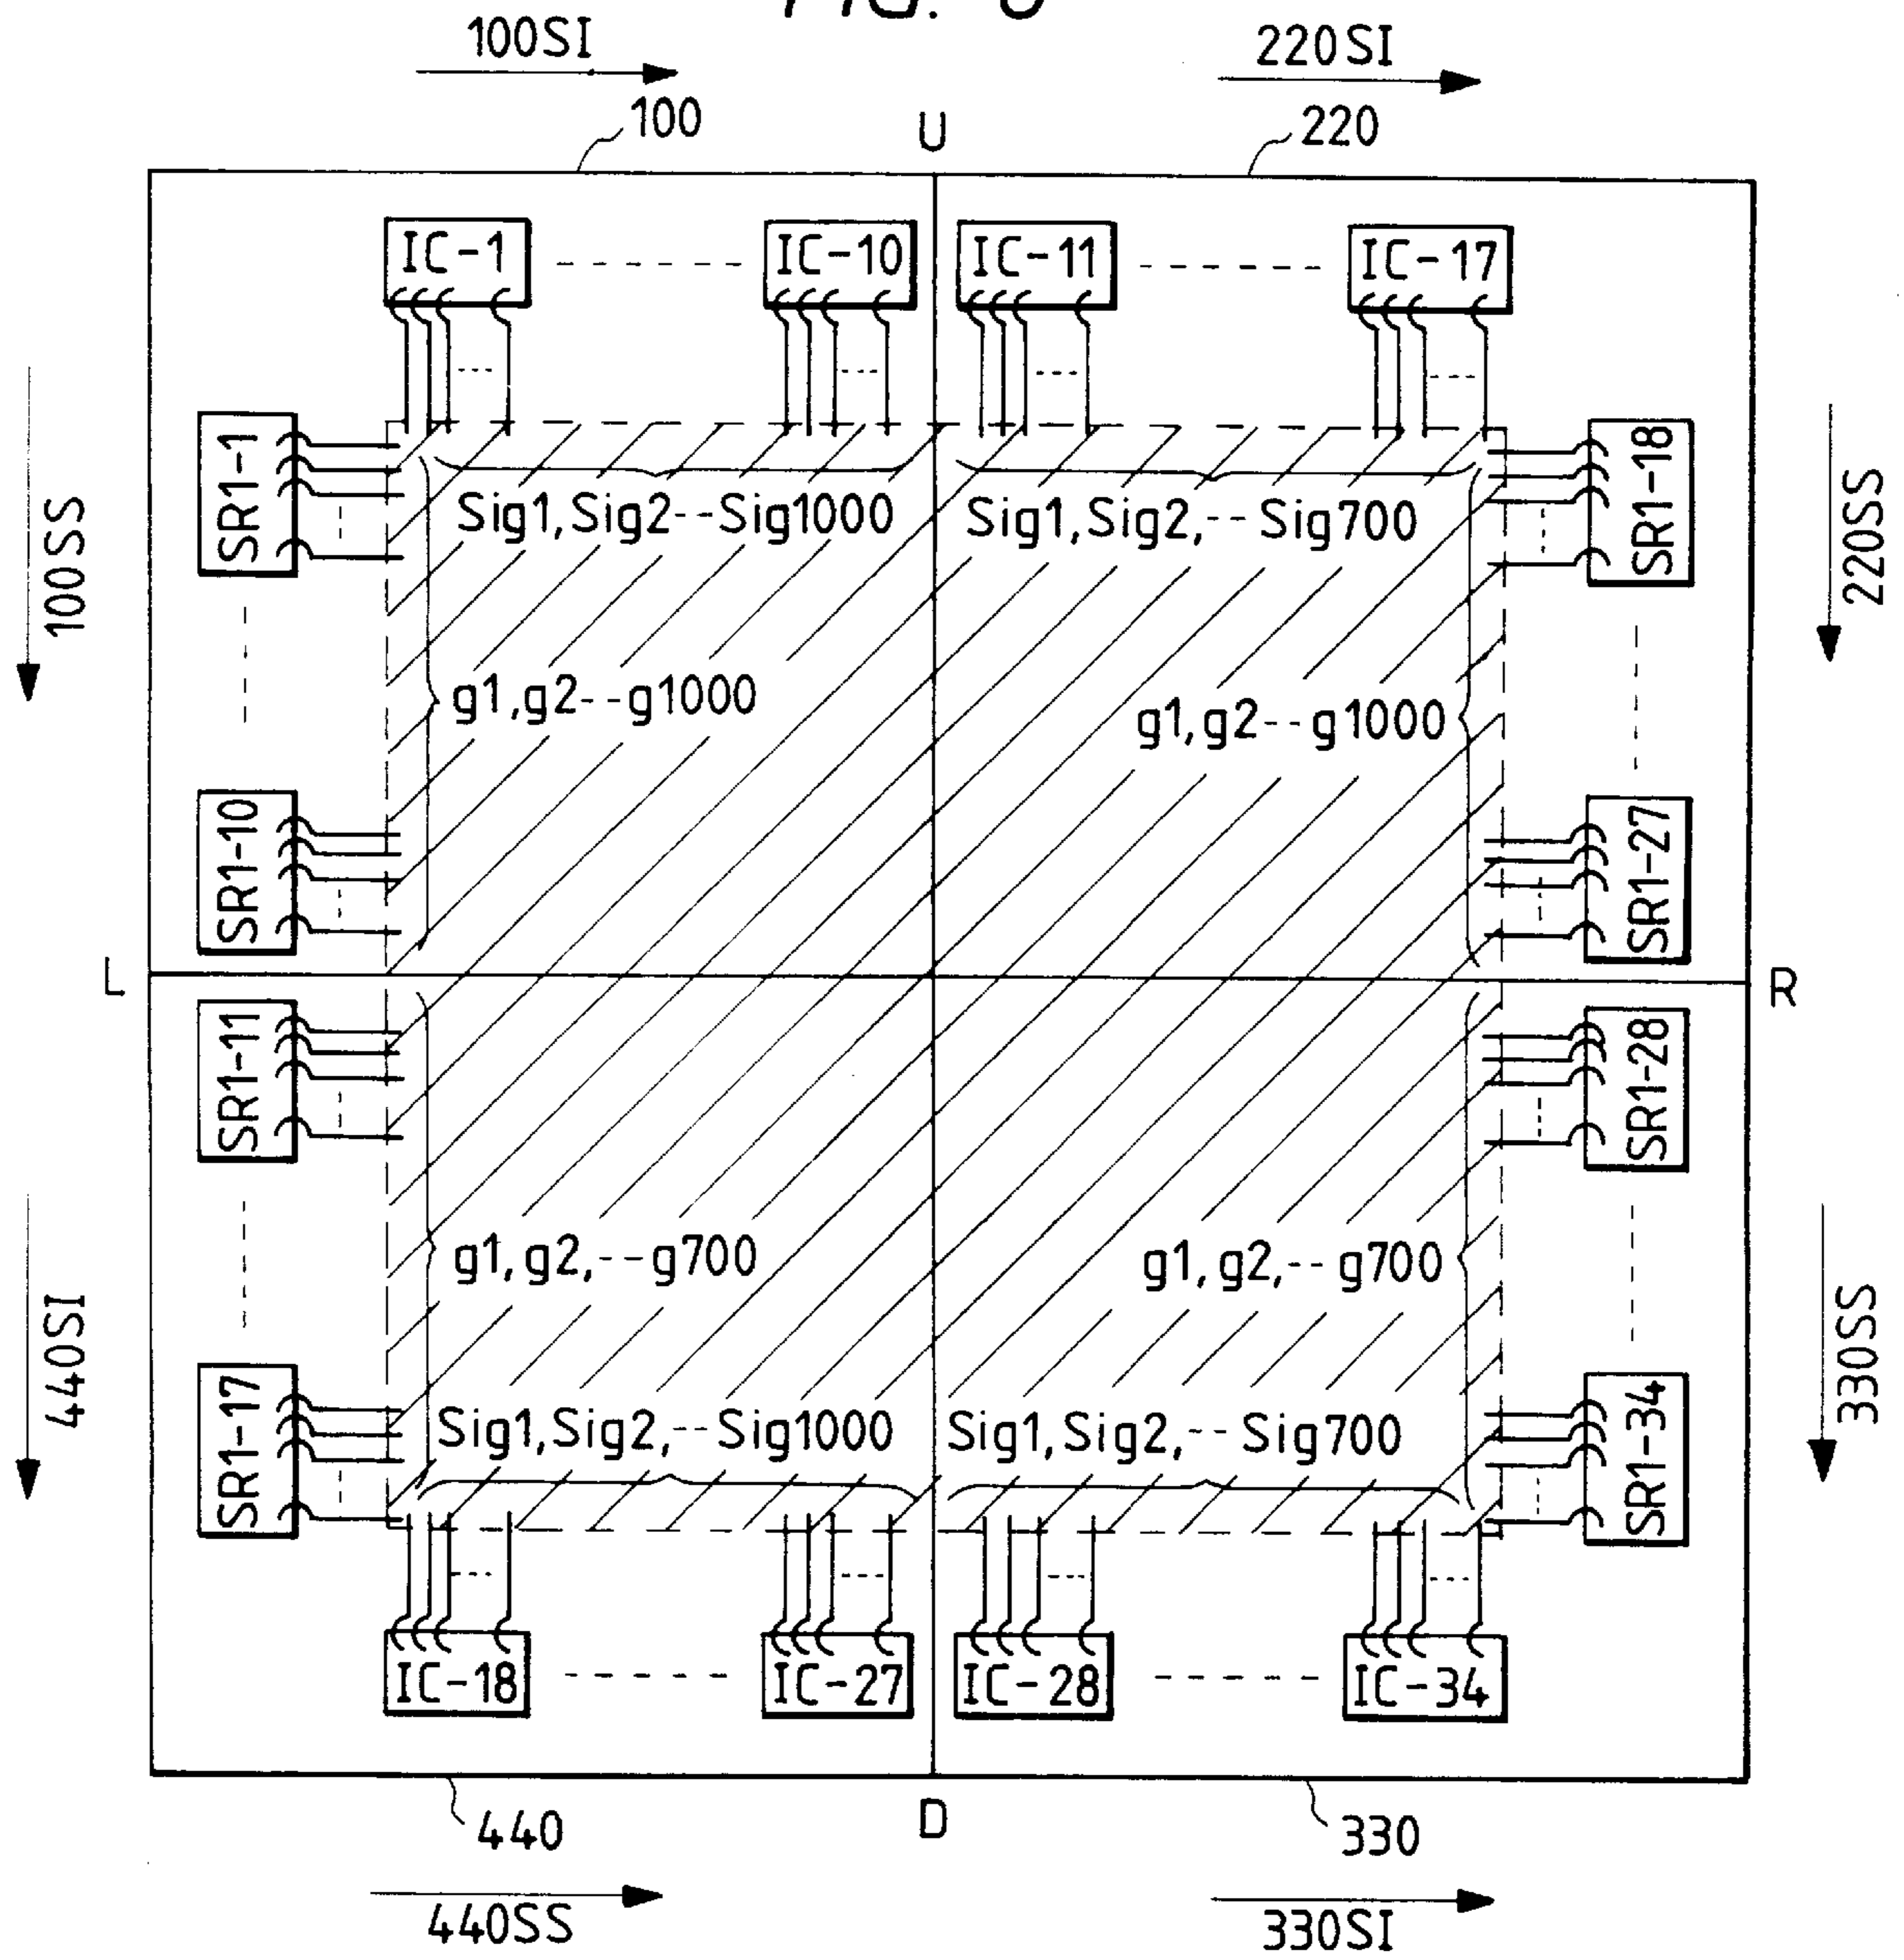 100SI
220SI
100
U
220
IC-1
IC-10
IC-11
IC-17
100SS
SR1-1
Sig1,Sig2--Sig1000
Sig1,Sig2,--Sig700
SR1-18
220SS
g1,g2--g1000
g1,g2--g1000
SR1-10
SR1-27
L
R
SR1-11
SR1-28
g1,g2,--g700
g1,g2,--g700
440SI
330SS
SR1-17
Sig1,Sig2,--Sig1000
Sig1,Sig2,--Sig700
SR1-34
IC-18
IC-27
IC-28
IC-34
440
D
330
440SS
330SI